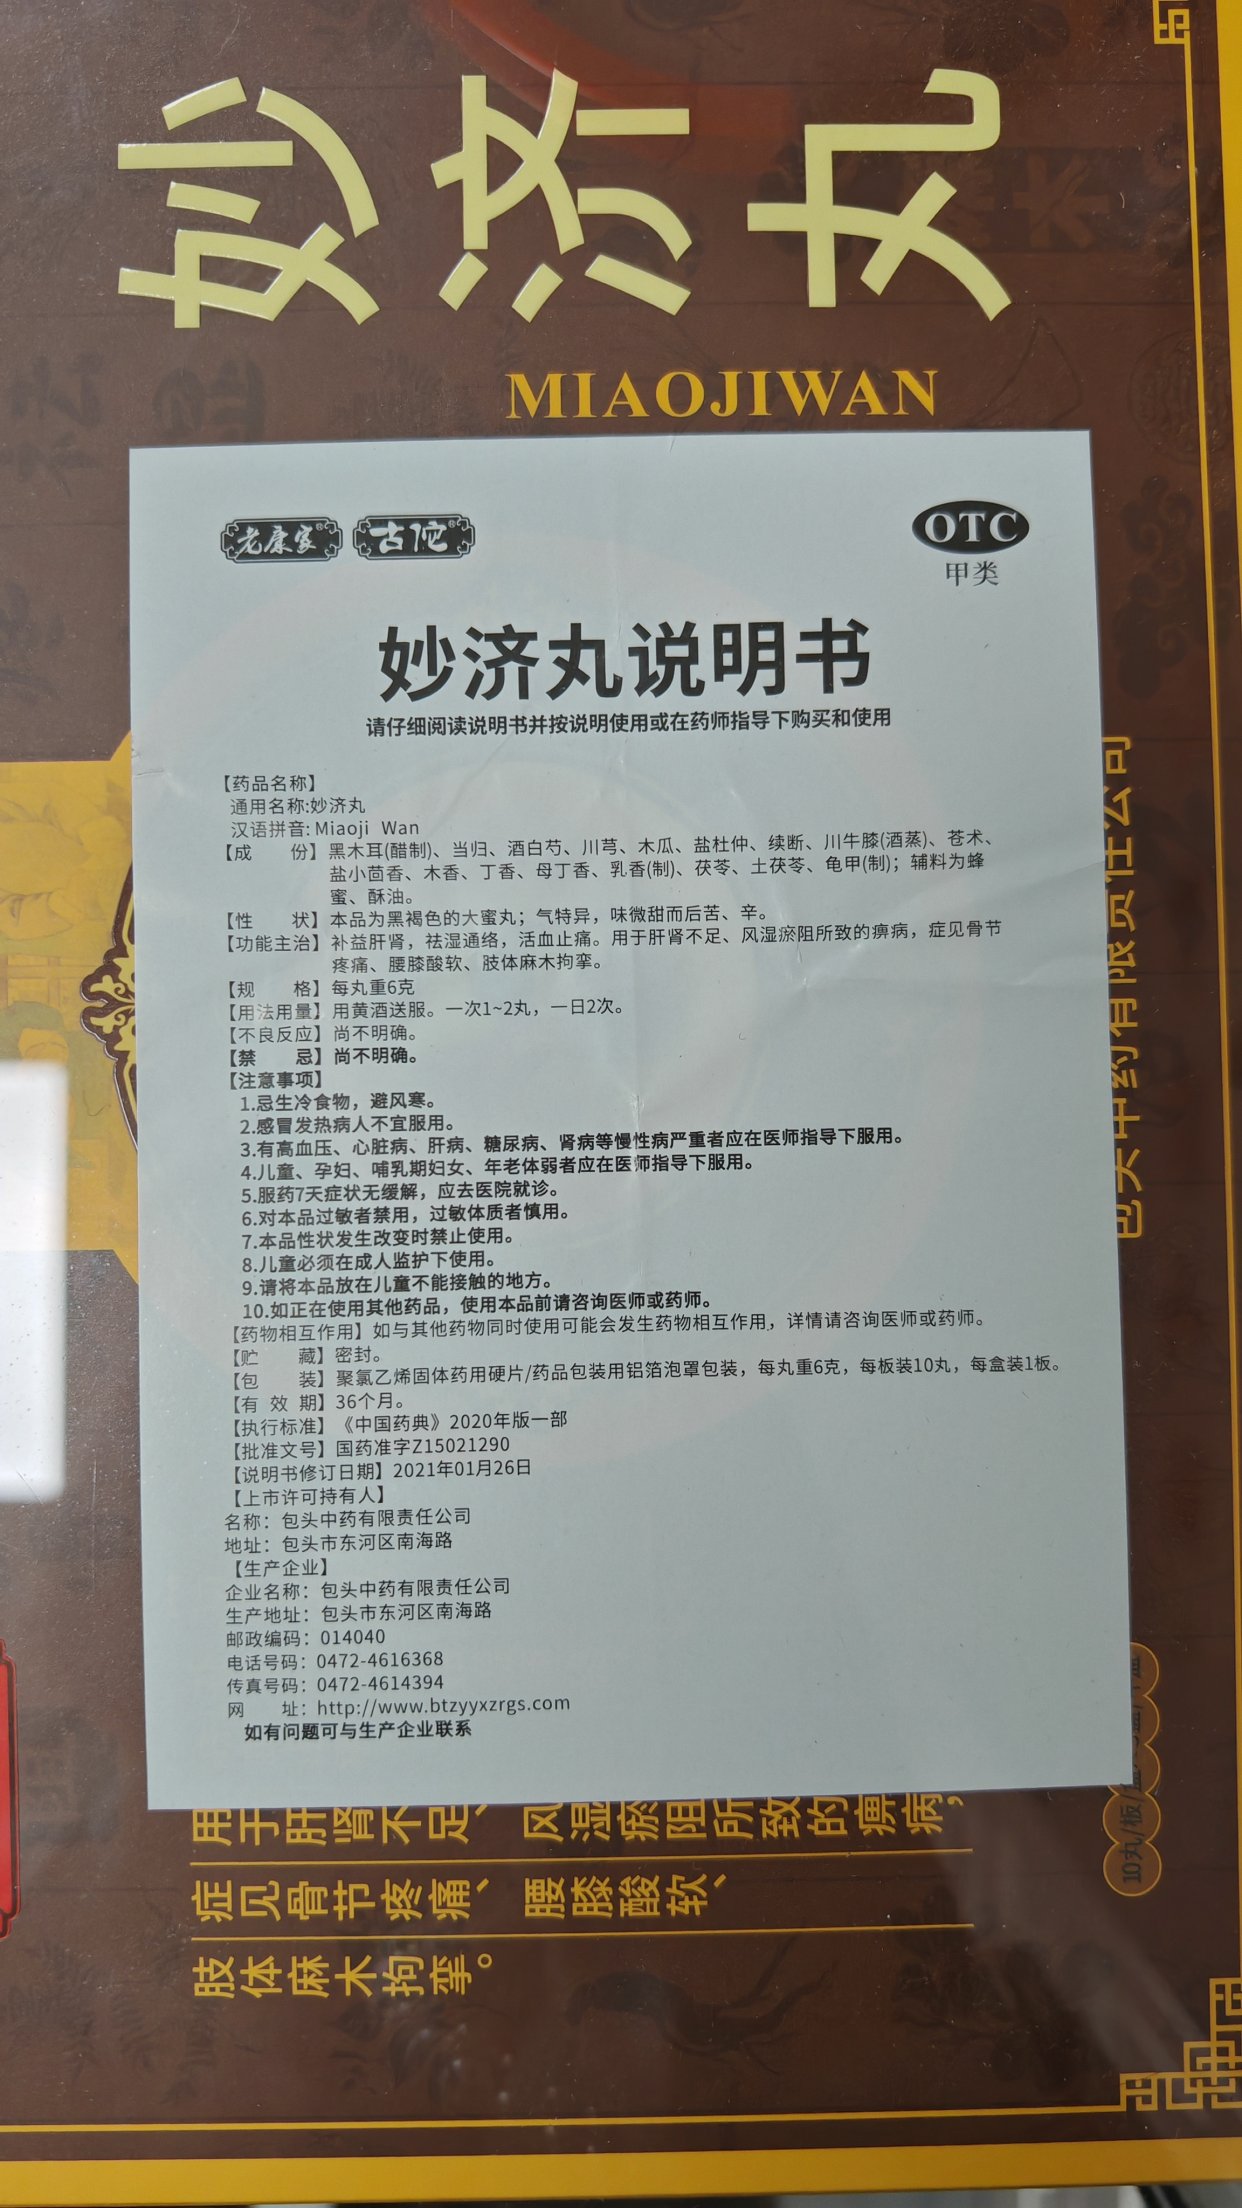 妙济丸
MIAOJIWAN
老康家® 古佗®
OTC
甲类
妙济丸说明书
请仔细阅读说明书并按说明使用或在药师指导下购买和使用
【药品名称】
通用名称:妙济丸
汉语拼音: Miaoji Wan
【成 份】黑木耳(醋制)、当归、酒白芍、川芎、木瓜、盐杜仲、续断、川牛膝(酒蒸)、苍术、
盐小茴香、木香、丁香、母丁香、乳香(制)、茯苓、土茯苓、龟甲(制)；辅料为蜂
蜜、酥油。
【性 状】本品为黑褐色的大蜜丸；气特异，味微甜而后苦、辛。
【功能主治】补益肝肾，祛湿通络，活血止痛。用于肝肾不足、风湿瘀阻所致的痹病，症见骨节
疼痛、腰膝酸软、肢体麻木拘挛。
【规 格】每丸重6克
【用法用量】用黄酒送服。一次1~2丸，一日2次。
【不良反应】尚不明确。
【禁 忌】尚不明确。
【注意事项】
1.忌生冷食物，避风寒。
2.感冒发热病人不宜服用。
3.有高血压、心脏病、肝病、糖尿病、肾病等慢性病严重者应在医师指导下服用。
4.儿童、孕妇、哺乳期妇女、年老体弱者应在医师指导下服用。
5.服药7天症状无缓解，应去医院就诊。
6.对本品过敏者禁用，过敏体质者慎用。
7.本品性状发生改变时禁止使用。
8.儿童必须在成人监护下使用。
9.请将本品放在儿童不能接触的地方。
10.如正在使用其他药品，使用本品前请咨询医师或药师。
【药物相互作用】如与其他药物同时使用可能会发生药物相互作用，详情请咨询医师或药师。
【贮 藏】密封。
【包 装】聚氯乙烯固体药用硬片/药品包装用铝箔泡罩包装，每丸重6克，每板装10丸，每盒装1板。
【有 效 期】36个月。
【执行标准】《中国药典》2020年版一部
【批准文号】国药准字Z15021290
【说明书修订日期】2021年01月26日
【上市许可持有人】
名称：包头中药有限责任公司
地址：包头市东河区南海路
【生产企业】
企业名称：包头中药有限责任公司
生产地址：包头市东河区南海路
邮政编码：014040
电话号码：0472-4616368
传真号码：0472-4614394
网 址：http://www.btzyyxzrgs.com
如有问题可与生产企业联系
用于肝肾不足、风湿瘀阻所致的痹病，
症见骨节疼痛、腰膝酸软、
肢体麻木拘挛。
包头中药有限责任公司
10丸/板/